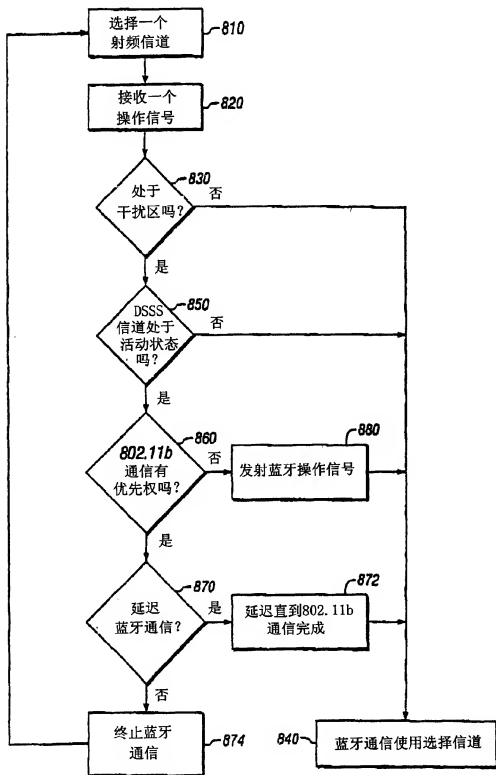 选择一个
射频信道
810
接收一个
操作信号
820
处于
干扰区吗?
830
否
是
DSSS
信道处于
活动状态
吗?
850
否
是
802.11b
通信有
优先权吗?
860
否
发射蓝牙操作信号
880
是
延迟
蓝牙通信?
870
是
延迟直到802.11b
通信完成
872
否
终止蓝牙
通信
874
840
蓝牙通信使用选择信道